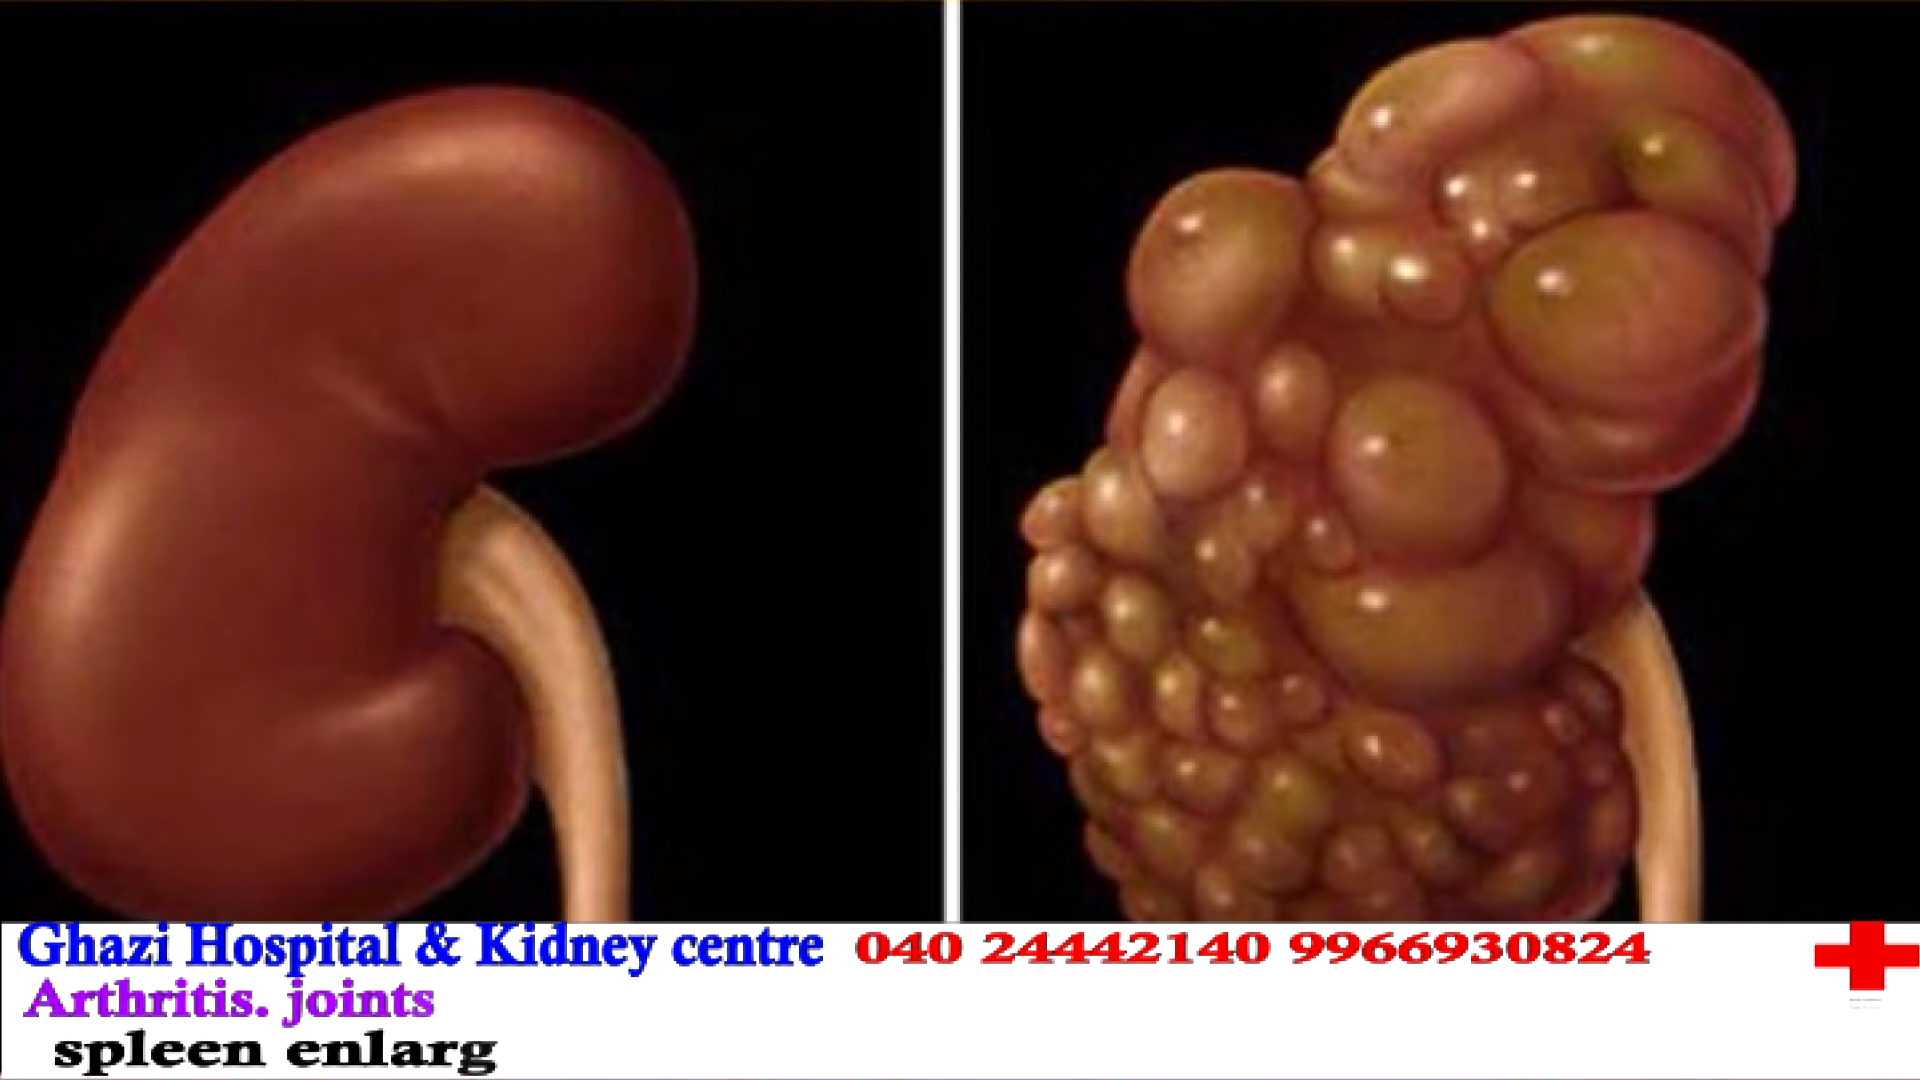 Ghazi Hospital & Kidney centre 040 24442140 9966930824
Arthritis. joints
spleen enlarg